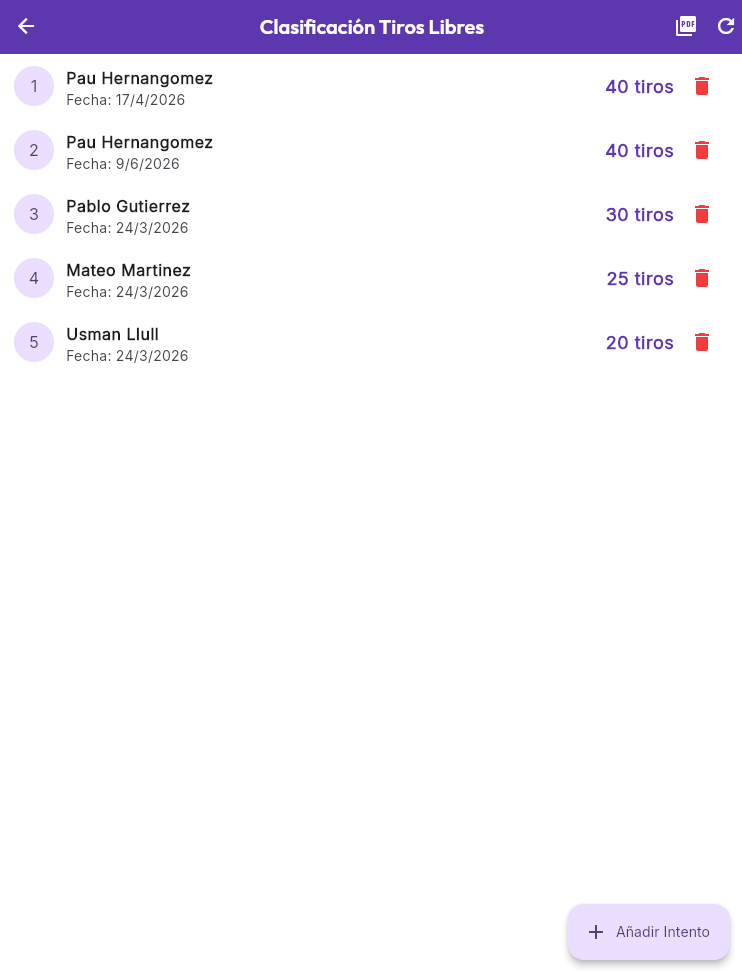 Clasificación Tiros Libres
PDF
1
Pau Hernangomez
Fecha: 17/4/2026
40 tiros
2
Pau Hernangomez
Fecha: 9/6/2026
40 tiros
3
Pablo Gutierrez
Fecha: 24/3/2026
30 tiros
4
Mateo Martinez
Fecha: 24/3/2026
25 tiros
5
Usman Llull
Fecha: 24/3/2026
20 tiros
Añadir Intento